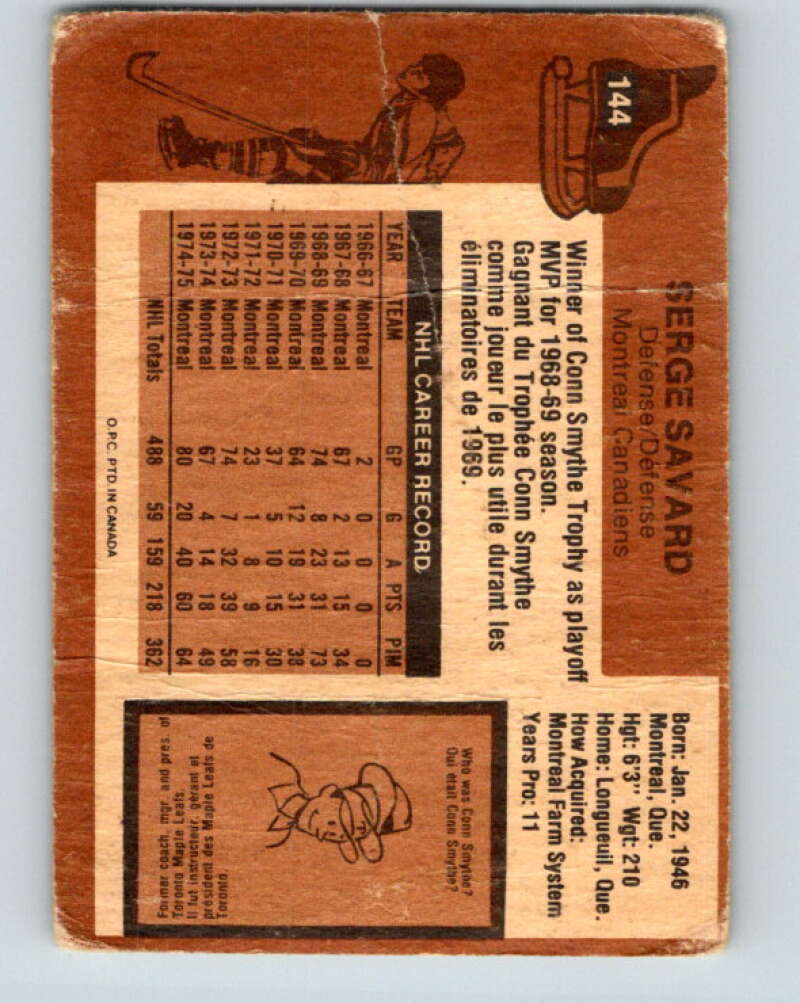 144
SERGE SAVARD
Defense/Défense
Montreal Canadiens
Winner of Conn Smythe Trophy as playoff
MVP for 1968-69 season.
Gagnant du Trophée Conn Smythe
comme joueur le plus utile durant les
éliminatoires de 1969.
Born: Jan. 22, 1946
Montreal, Que.
Hgt: 6'3" Wgt: 210
Home: Longueuil, Que.
How Acquired:
Montreal Farm System
Years Pro: 11
NHL CAREER RECORD
YEAR TEAM GP G A PTS PIM
1966-67 Montreal 2 0 0 0 0
1967-68 Montreal 67 2 13 15 34
1968-69 Montreal 74 8 23 31 73
1969-70 Montreal 64 12 19 31 38
1970-71 Montreal 37 5 10 15 30
1971-72 Montreal 23 1 8 9 16
1972-73 Montreal 74 7 32 39 58
1973-74 Montreal 67 4 14 18 49
1974-75 Montreal 80 20 40 60 64
NHL Totals 488 59 159 218 362
Who was Conn Smythe?
Qui était Conn Smythe?
Former coach, mgr and pres of
Toronto Maple Leafs.
Il fut instructeur, gérant et
président des Maple Leafs de
Toronto
O.P.C. PTD. IN CANADA